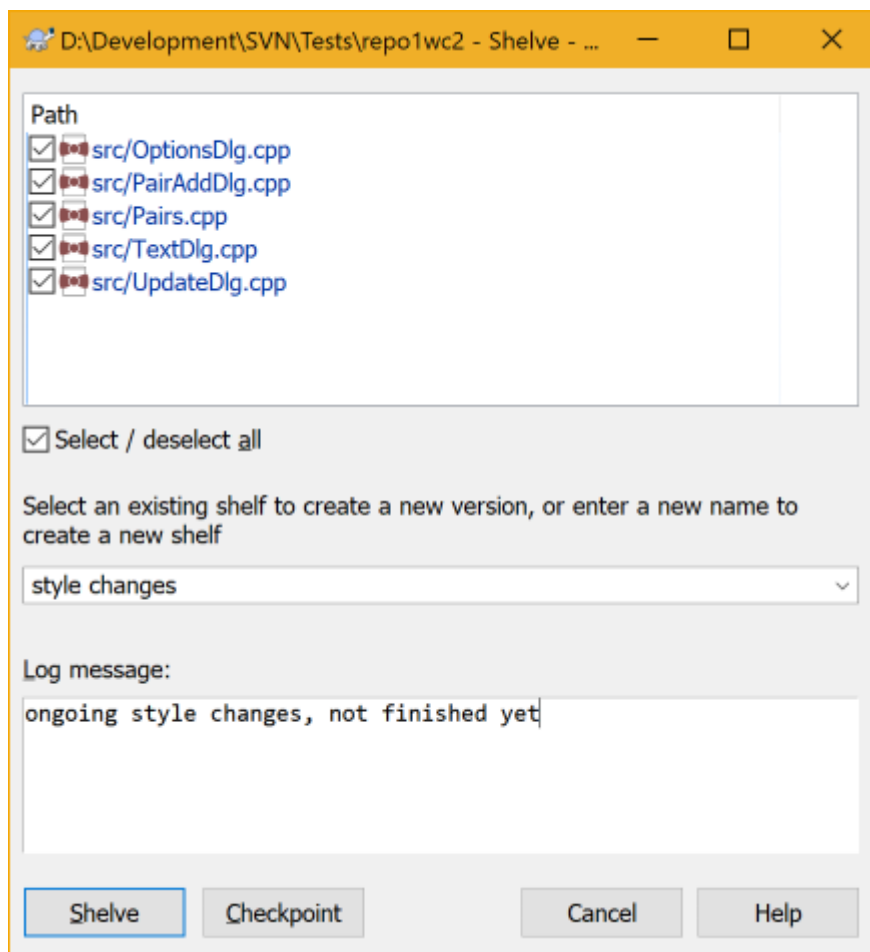 D:\Development\SVN\Tests\repo1wc2 - Shelve - ...
Path
src/OptionsDlg.cpp
src/PairAddDlg.cpp
src/Pairs.cpp
src/TextDlg.cpp
src/UpdateDlg.cpp
Select / deselect all
Select an existing shelf to create a new version, or enter a new name to
create a new shelf
style changes
Log message:
ongoing style changes, not finished yet
Shelve Checkpoint Cancel Help